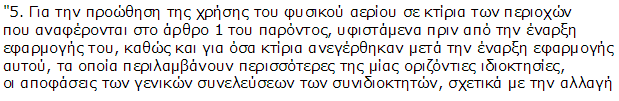 "5. Για την προώθηση της χρήσης του φυσικού αερίου σε κτίρια των περιοχών
που αναφέρονται στο άρθρο 1 του παρόντος, υφιστάμενα πριν από την έναρξη
εφαρμογής του, καθώς και για όσα κτίρια ανεγέρθηκαν μετά την έναρξη εφαρμογής
αυτού, τα οποία περιλαμβάνουν περισσότερες της μίας οριζόντιες ιδιοκτησίες,
οι αποφάσεις των γενικών συνελεύσεων των συνιδιοκτητών, σχετικά με την αλλαγή